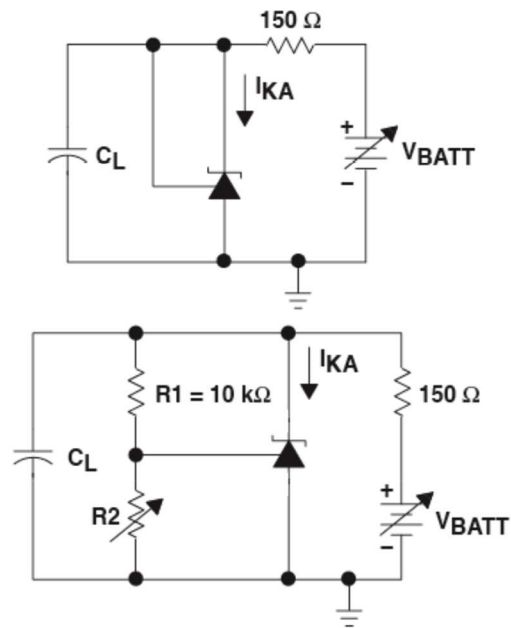 150 Ω
IKA
+
CL
VBATT
−
IKA
R1 = 10 kΩ
150 Ω
CL
+
R2
VBATT
−